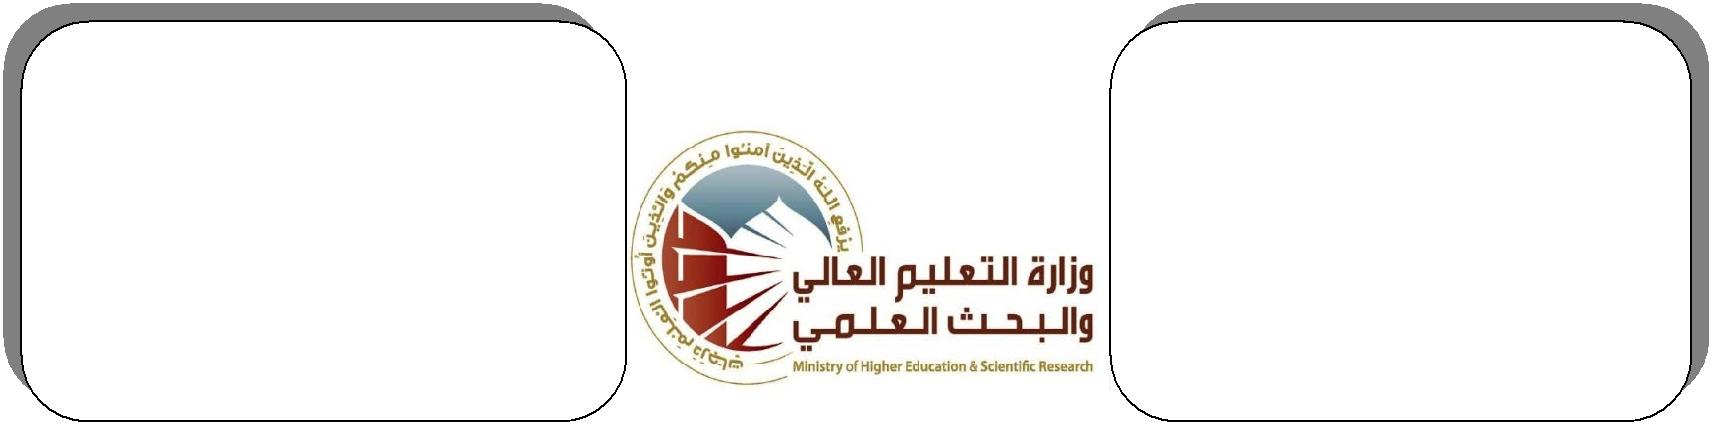 يرفع الله الذين آمنوا منكم والذين أوتوا العلم درجات
وزارة التعليم العالي
والبحث العلمي
Ministry of Higher Education & Scientific Research